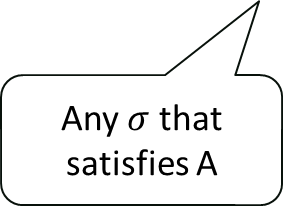 Any 𝜎 that
satisfies A